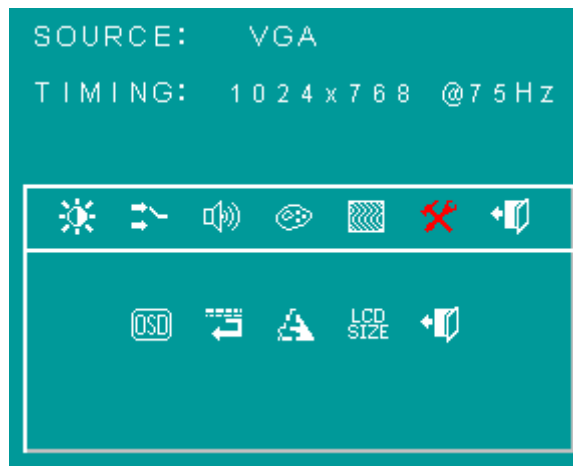 SOURCE: VGA
TIMING: 1024x768 @75Hz
OSD
LCD
SIZE